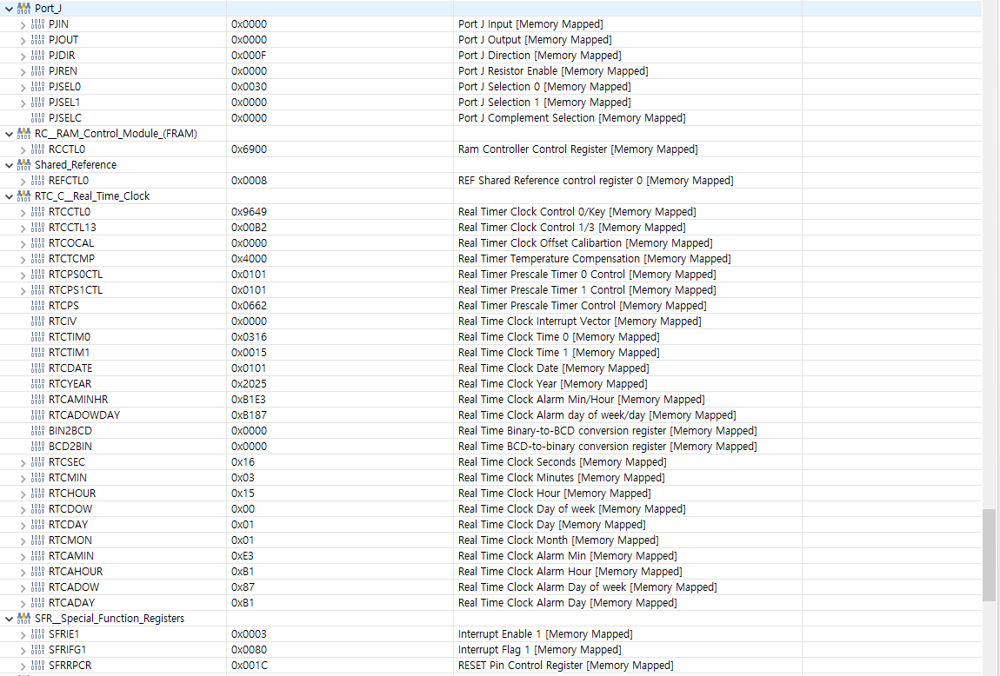 Port_J
PJIN 0x0000 Port J Input [Memory Mapped]
PJOUT 0x0000 Port J Output [Memory Mapped]
PJDIR 0x000F Port J Direction [Memory Mapped]
PJREN 0x0000 Port J Resistor Enable [Memory Mapped]
PJSEL0 0x0030 Port J Selection 0 [Memory Mapped]
PJSEL1 0x0000 Port J Selection 1 [Memory Mapped]
PJSELC 0x0000 Port J Complement Selection [Memory Mapped]
RC__RAM_Control_Module_(FRAM)
RCCTL0 0x6900 Ram Controller Control Register [Memory Mapped]
Shared_Reference
REFCTL0 0x0008 REF Shared Reference control register 0 [Memory Mapped]
RTC_C__Real_Time_Clock
RTCCTL0 0x9649 Real Timer Clock Control 0/Key [Memory Mapped]
RTCCTL13 0x00B2 Real Timer Clock Control 1/3 [Memory Mapped]
RTCOCAL 0x0000 Real Timer Clock Offset Calibartion [Memory Mapped]
RTCTCMP 0x4000 Real Timer Temperature Compensation [Memory Mapped]
RTCPS0CTL 0x0101 Real Timer Prescale Timer 0 Control [Memory Mapped]
RTCPS1CTL 0x0101 Real Timer Prescale Timer 1 Control [Memory Mapped]
RTCPS 0x0662 Real Timer Prescale Timer Control [Memory Mapped]
RTCIV 0x0000 Real Time Clock Interrupt Vector [Memory Mapped]
RTCTIM0 0x0316 Real Time Clock Time 0 [Memory Mapped]
RTCTIM1 0x0015 Real Time Clock Time 1 [Memory Mapped]
RTCDATE 0x0101 Real Time Clock Date [Memory Mapped]
RTCYEAR 0x2025 Real Time Clock Year [Memory Mapped]
RTCAMINHR 0xB1E3 Real Time Clock Alarm Min/Hour [Memory Mapped]
RTCADOWDAY 0xB187 Real Time Clock Alarm day of week/day [Memory Mapped]
BIN2BCD 0x0000 Real Time Binary-to-BCD conversion register [Memory Mapped]
BCD2BIN 0x0000 Real Time BCD-to-binary conversion register [Memory Mapped]
RTCSEC 0x16 Real Time Clock Seconds [Memory Mapped]
RTCMIN 0x03 Real Time Clock Minutes [Memory Mapped]
RTCHOUR 0x15 Real Time Clock Hour [Memory Mapped]
RTCDOW 0x00 Real Time Clock Day of week [Memory Mapped]
RTCDAY 0x01 Real Time Clock Day [Memory Mapped]
RTCMON 0x01 Real Time Clock Month [Memory Mapped]
RTCAMIN 0xE3 Real Time Clock Alarm Min [Memory Mapped]
RTCAHOUR 0xB1 Real Time Clock Alarm Hour [Memory Mapped]
RTCADOW 0x87 Real Time Clock Alarm Day of week [Memory Mapped]
RTCADAY 0xB1 Real Time Clock Alarm Day [Memory Mapped]
SFR__Special_Function_Registers
SFRIE1 0x0003 Interrupt Enable 1 [Memory Mapped]
SFRIFG1 0x0080 Interrupt Flag 1 [Memory Mapped]
SFRRPCR 0x001C RESET Pin Control Register [Memory Mapped]